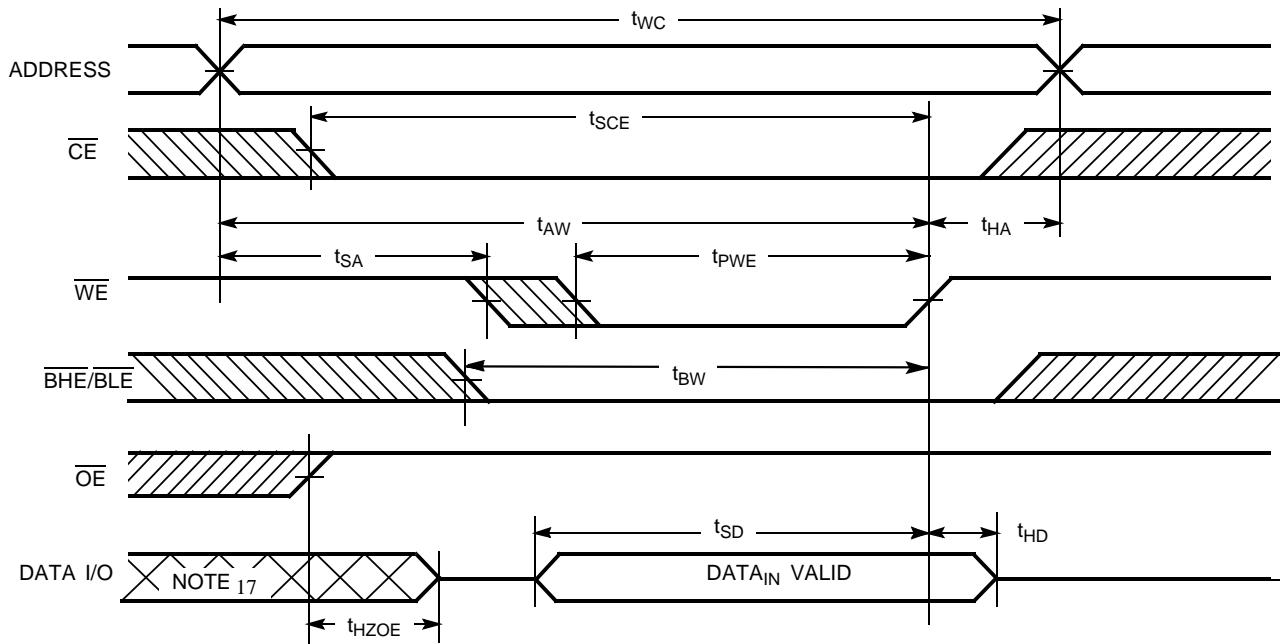 tWC
ADDRESS
tSCE
CE
tAW
tHA
tSA
tPWE
WE
BHE/BLE
tBW
OE
tSD
tHD
DATA I/O
NOTE 17
DATAIN VALID
tHZOE